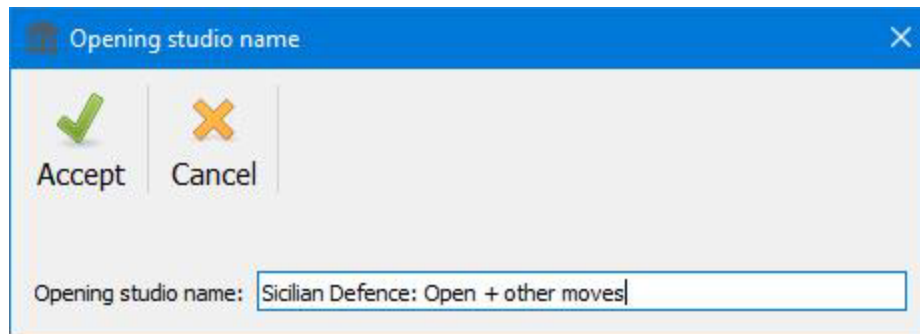 Opening studio name
Accept Cancel
Opening studio name: Sicilian Defence: Open + other moves